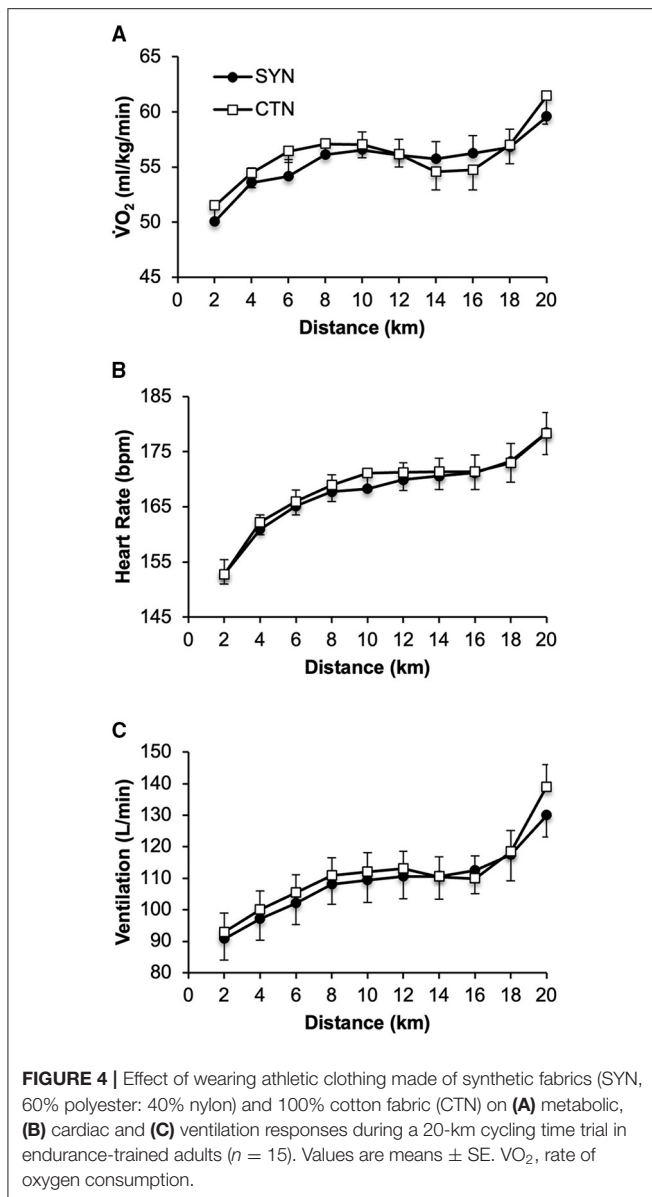 A
SYN
CTN
65
60
55
50
45
V̇O₂ (ml/kg/min)
0 2 4 6 8 10 12 14 16 18 20
Distance (km)
B
185
175
165
155
145
Heart Rate (bpm)
0 2 4 6 8 10 12 14 16 18 20
Distance (km)
C
150
140
130
120
110
100
90
80
Ventilation (L/min)
0 2 4 6 8 10 12 14 16 18 20
Distance (km)
FIGURE 4 | Effect of wearing athletic clothing made of synthetic fabrics (SYN,
60% polyester: 40% nylon) and 100% cotton fabric (CTN) on (A) metabolic,
(B) cardiac and (C) ventilation responses during a 20-km cycling time trial in
endurance-trained adults (n = 15). Values are means ± SE. VO₂, rate of
oxygen consumption.